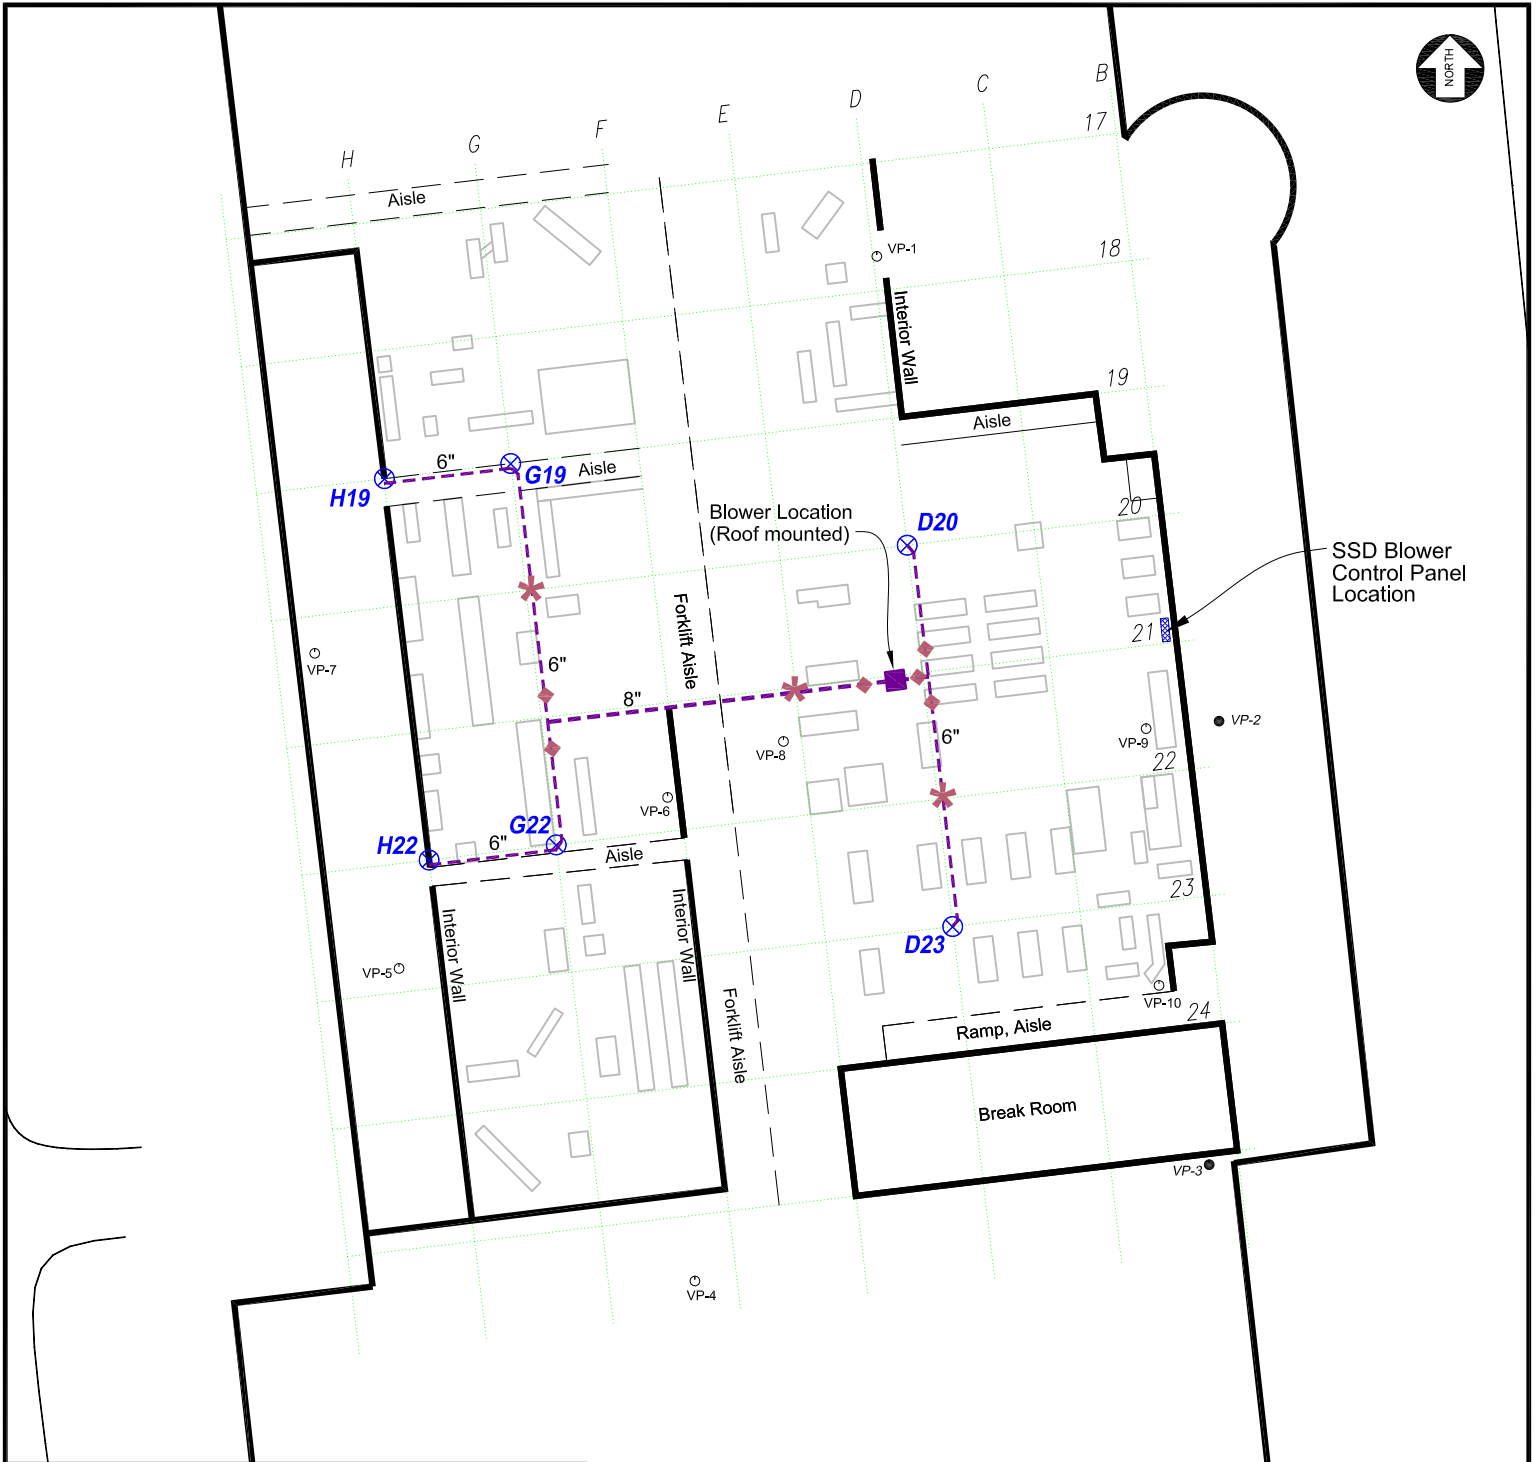 NORTH
B
C
D
E
F
G
H
17
Aisle
VP-1
18
Interior Wall
19
Aisle
6"
G19
Aisle
H19
20
Blower Location
(Roof mounted)
D20
SSD Blower
Control Panel
Location
Forklift Aisle
21
VP-7
6"
8"
VP-2
VP-8
6"
VP-9
22
VP-6
G22
H22
6"
Aisle
23
Interior Wall
Interior Wall
D23
VP-5
VP-10
24
Forklift Aisle
Ramp, Aisle
Break Room
VP-3
VP-4